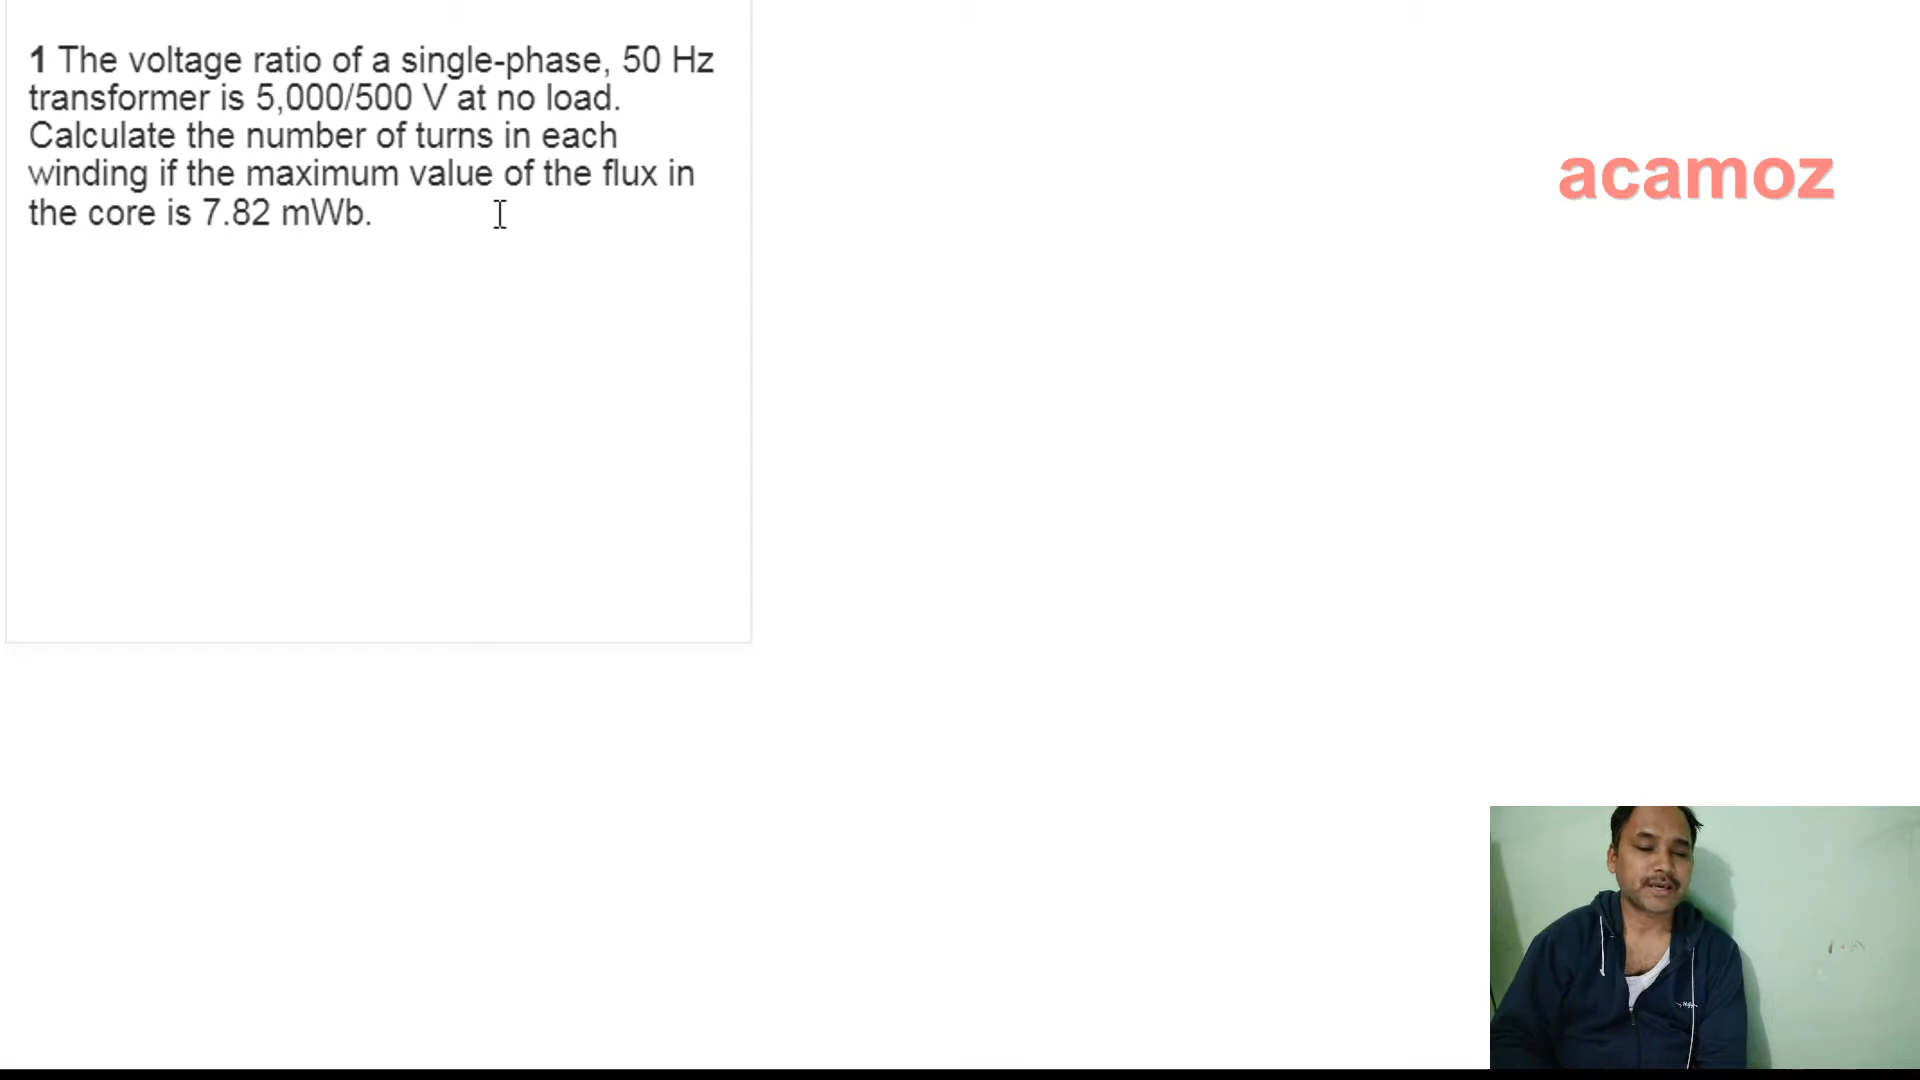 1 The voltage ratio of a single-phase, 50 Hz
transformer is 5,000/500 V at no load.
Calculate the number of turns in each
winding if the maximum value of the flux in
the core is 7.82 mWb.
acamoz